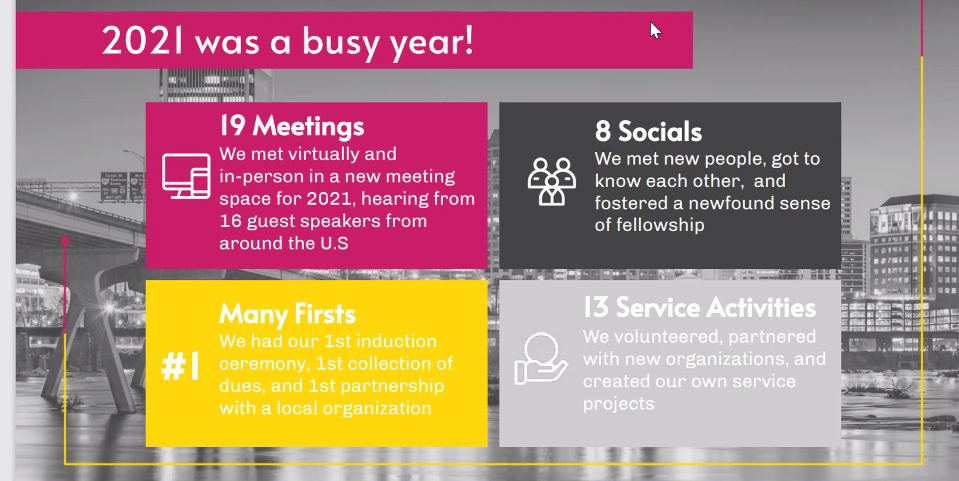 2021 was a busy year!
19 Meetings
We met virtually and
in-person in a new meeting
space for 2021, hearing from
16 guest speakers from
around the U.S
8 Socials
We met new people, got to
know each other,  and
fostered a newfound sense
of fellowship
Many Firsts
We had our 1st induction
ceremony, 1st collection of
dues, and 1st partnership
with a local organization
#1
13 Service Activities
We volunteered, partnered
with new organizations, and
created our own service
projects